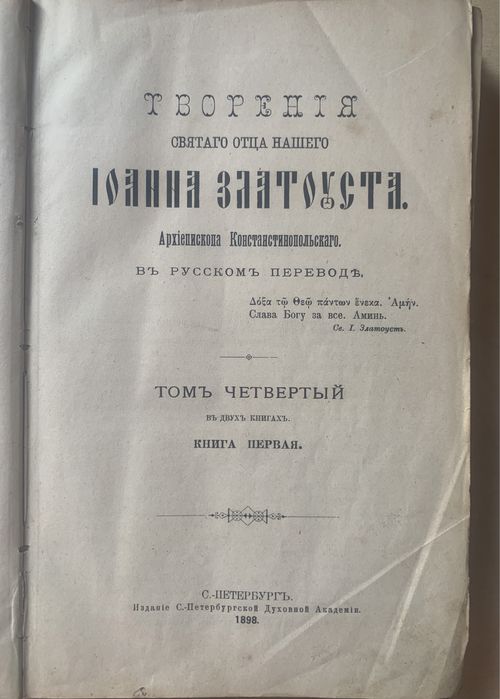 ТВОРЕНІЯ
СВЯТАГО ОТЦА НАШЕГО
ІОАННА ЗЛАТОУСТА.
Архіепископа Константинопольскаго.
ВЪ РУССКОМЪ ПЕРЕВОДѢ.
Δόξα τῷ Θεῷ πάντων ἕνεκα. Ἀμήν.
Слава Богу за все. Аминь.
Св. І. Златоустъ.
ТОМЪ ЧЕТВЕРТЫЙ
ВЪ ДВУХЪ КНИГАХЪ.
КНИГА ПЕРВАЯ.
С.-ПЕТЕРБУРГЪ.
Изданіе С.-Петербургской Духовной Академіи.
1898.